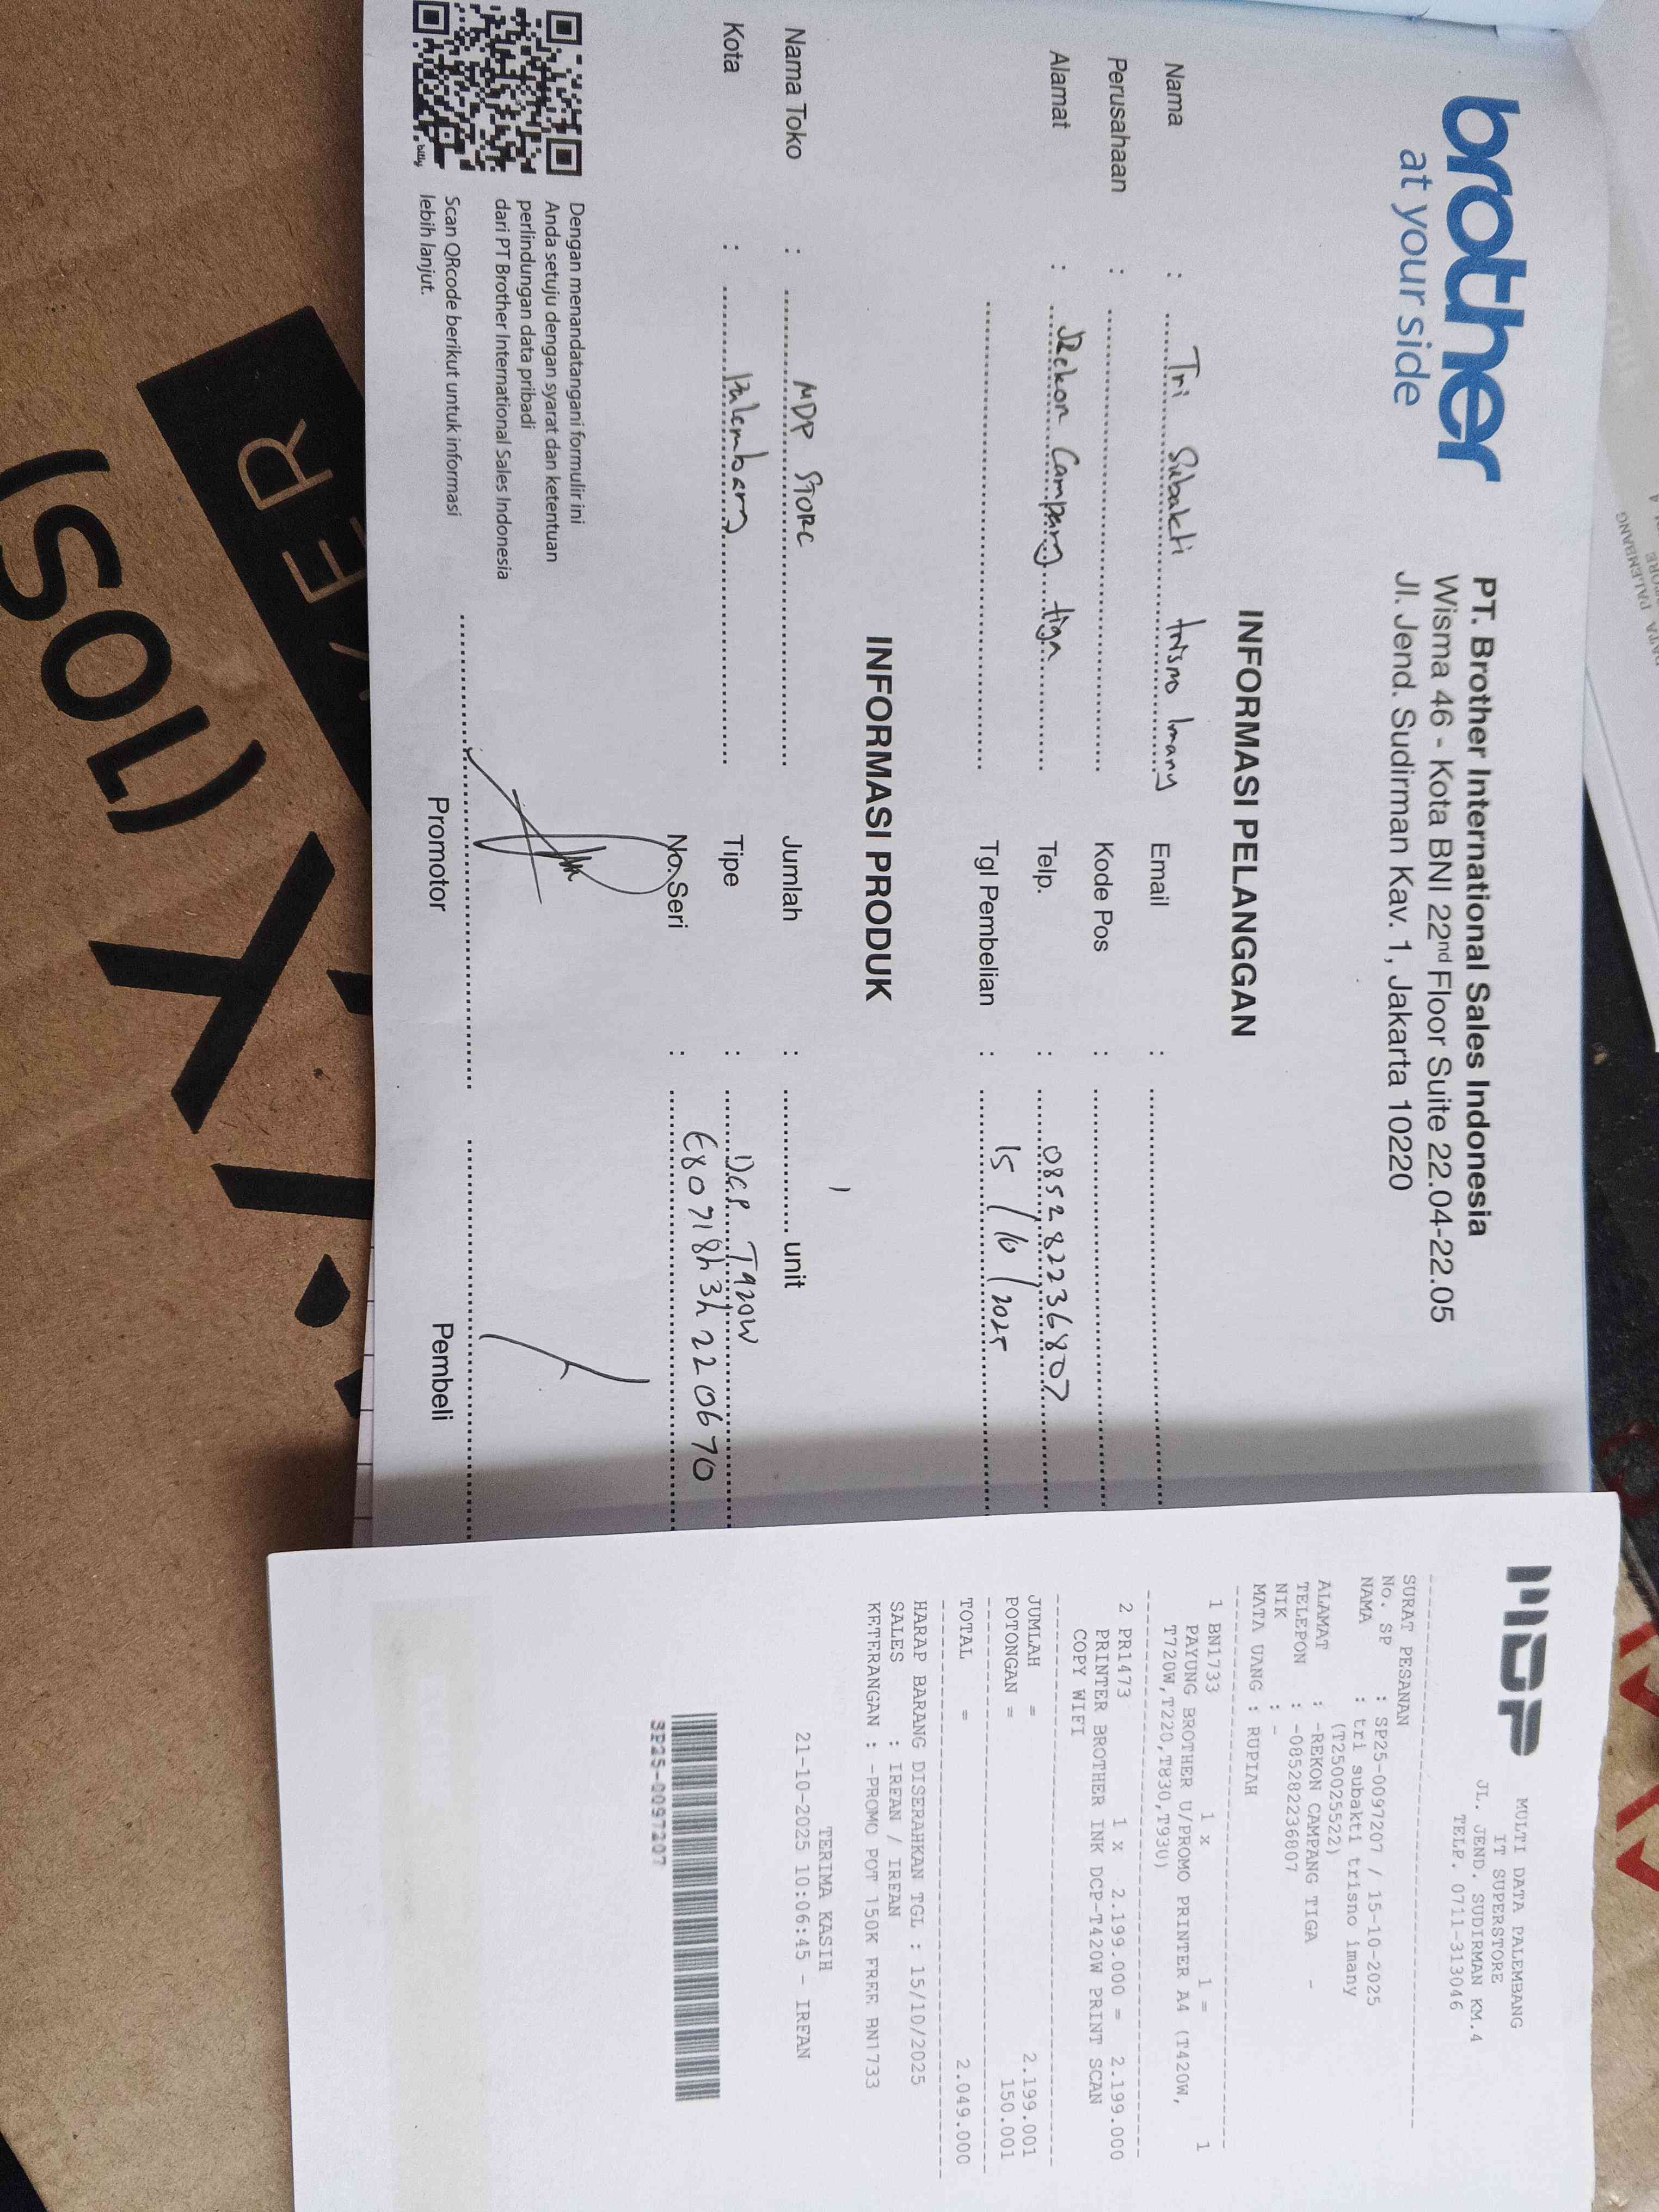 brother
at your side
PT. Brother International Sales Indonesia
Wisma 46 - Kota BNI 22nd Floor Suite 22.04-22.05
Jl. Jend. Sudirman Kav. 1, Jakarta 10220
INFORMASI PELANGGAN
Nama : Tri Subakti trisno Imany
Email :
Perusahaan :
Kode Pos :
Alamat : Rekon Campang tiga
Telp. : 085282236807
Tgl Pembelian : 15/10/2025
INFORMASI PRODUK
Nama Toko : MDP STORE
Jumlah : 1 unit
Kota : Palembang
Tipe : DCP T420W
No. Seri : E80718
Dengan menandatangani formulir ini
Anda setuju dengan syarat dan ketentuan
perlindungan data pribadi
dari PT Brother International Sales Indonesia
Scan QRcode berikut untuk informasi
lebih lanjut.
billy
Promotor
Pembeli
MDP
MULTI DATA PALEMBANG
IT SUPERSTORE
JL. JEND. SUDIRMAN KM.4
TELP. 0711-313046
SURAT PESANAN
No. SP : SP25-0097207 / 15-10-2025
NAMA : tri subakti trisno imany
(T250025522)
ALAMAT : -REKON CAMPANG TIGA -
TELEPON : -085282236807
NIK : -
MATA UANG : RUPIAH
1 BN1733 1 x 1 = 1
PAYUNG BROTHER U/PROMO PRINTER A4 (T420W,
T720W,T220,T830,T930)
2 PR1473 1 x 2.199.000 = 2.199.000
PRINTER BROTHER INK DCP-T420W PRINT SCAN
COPY WIFI
JUMLAH = 2.199.001
POTONGAN = 150.001
TOTAL = 2.049.000
HARAP BARANG DISERAHKAN TGL : 15/10/2025
SALES : IRFAN / IRFAN
KETERANGAN : -PROMO POT 150K FREE BN1733
TERIMA KASIH
21-10-2025 10:06:45 - IRFAN
SP25-0097207
(LOS)
PALEMBANG